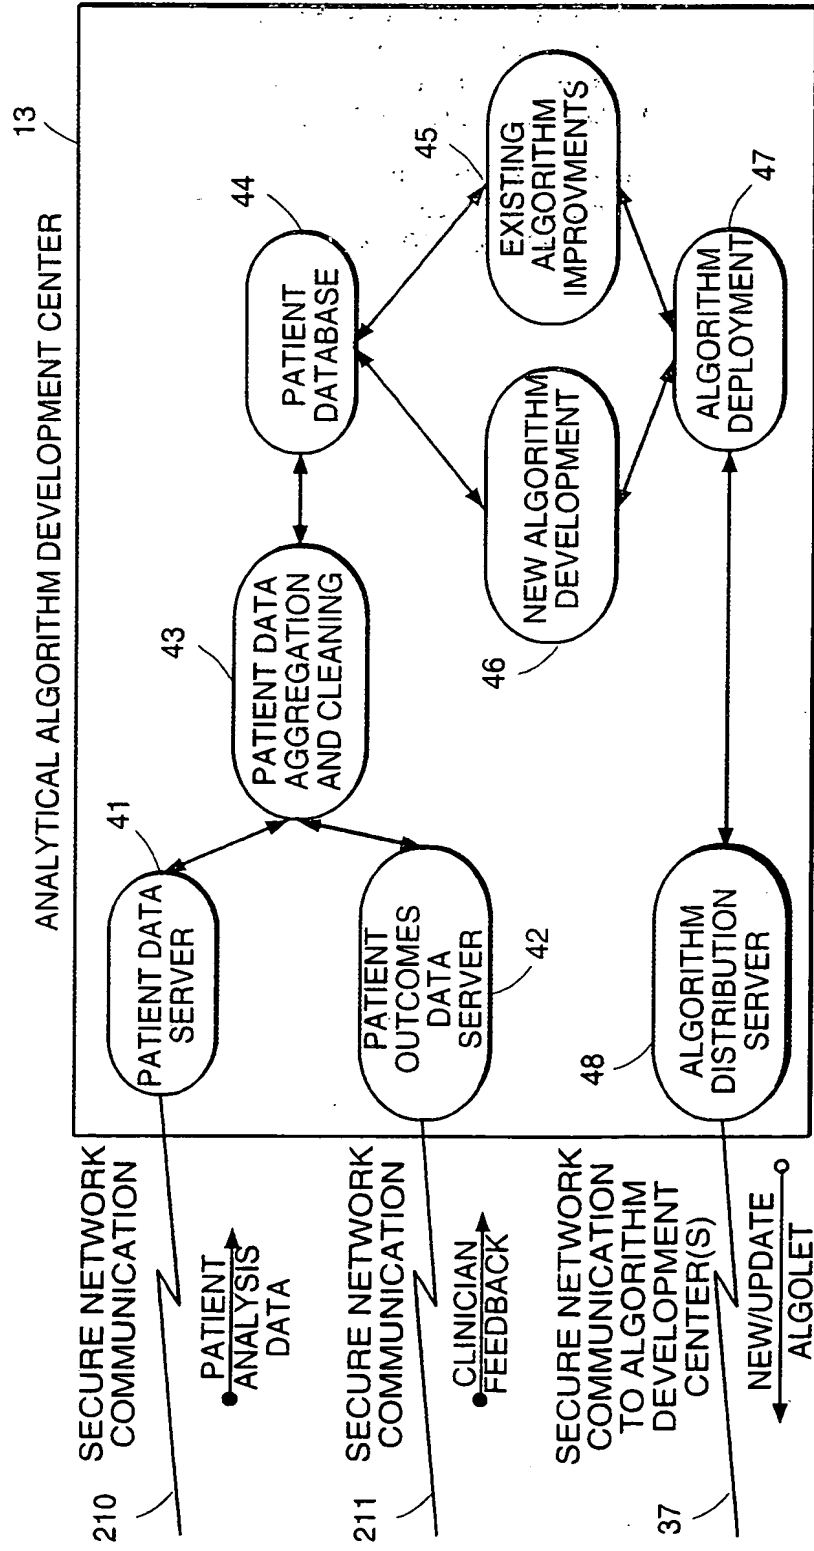 ANALYTICAL ALGORITHM DEVELOPMENT CENTER
13
210
SECURE NETWORK
COMMUNICATION
PATIENT
ANALYSIS
DATA
41
PATIENT DATA
SERVER
43
PATIENT DATA
AGGREGATION
AND CLEANING
44
PATIENT
DATABASE
211
SECURE NETWORK
COMMUNICATION
CLINICIAN
FEEDBACK
PATIENT
OUTCOMES
DATA
SERVER
42
NEW ALGORITHM
DEVELOPMENT
46
45
EXISTING
ALGORITHM
IMPROVMENTS
37
SECURE NETWORK
COMMUNICATION
TO ALGORITHM
DEVELOPMENT
CENTER(S)
NEW/UPDATE
ALGOLET
48
ALGORITHM
DISTRIBUTION
SERVER
ALGORITHM
DEPLOYMENT
47